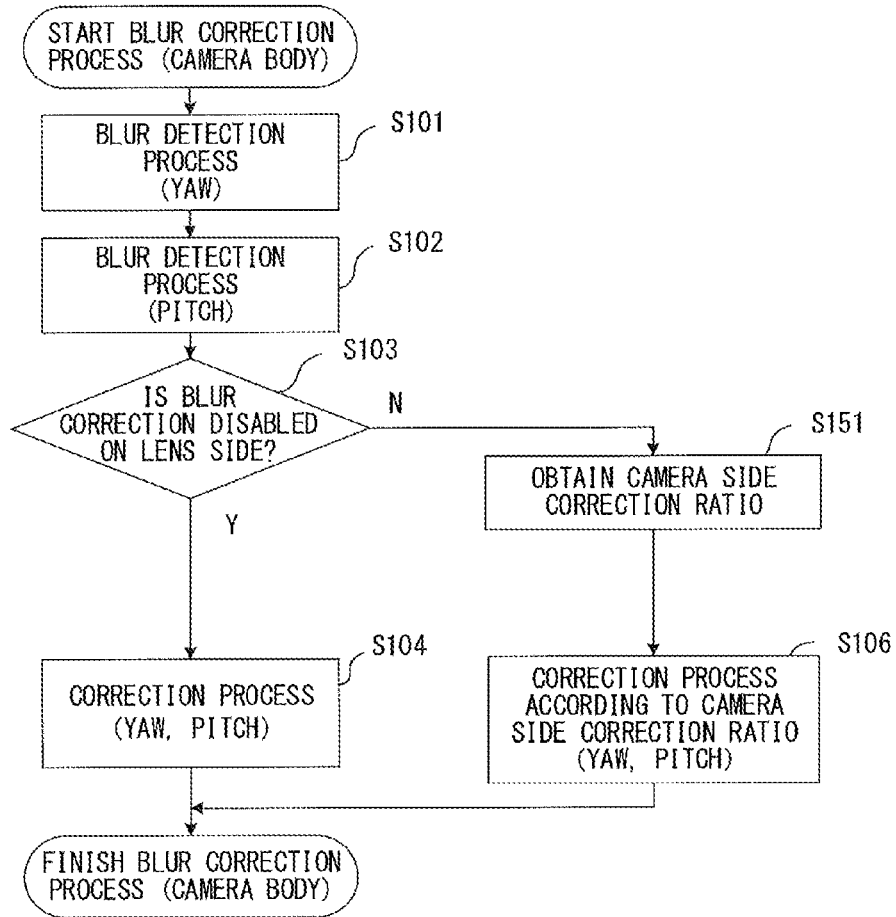 START BLUR CORRECTION
PROCESS (CAMERA BODY)
S101
BLUR DETECTION
PROCESS
(YAW)
S102
BLUR DETECTION
PROCESS
(PITCH)
S103
IS BLUR
CORRECTION DISABLED
ON LENS SIDE?
N
Y
S151
OBTAIN CAMERA SIDE
CORRECTION RATIO
S104
CORRECTION PROCESS
(YAW, PITCH)
S106
CORRECTION PROCESS
ACCORDING TO CAMERA
SIDE CORRECTION RATIO
(YAW, PITCH)
FINISH BLUR CORRECTION
PROCESS (CAMERA BODY)